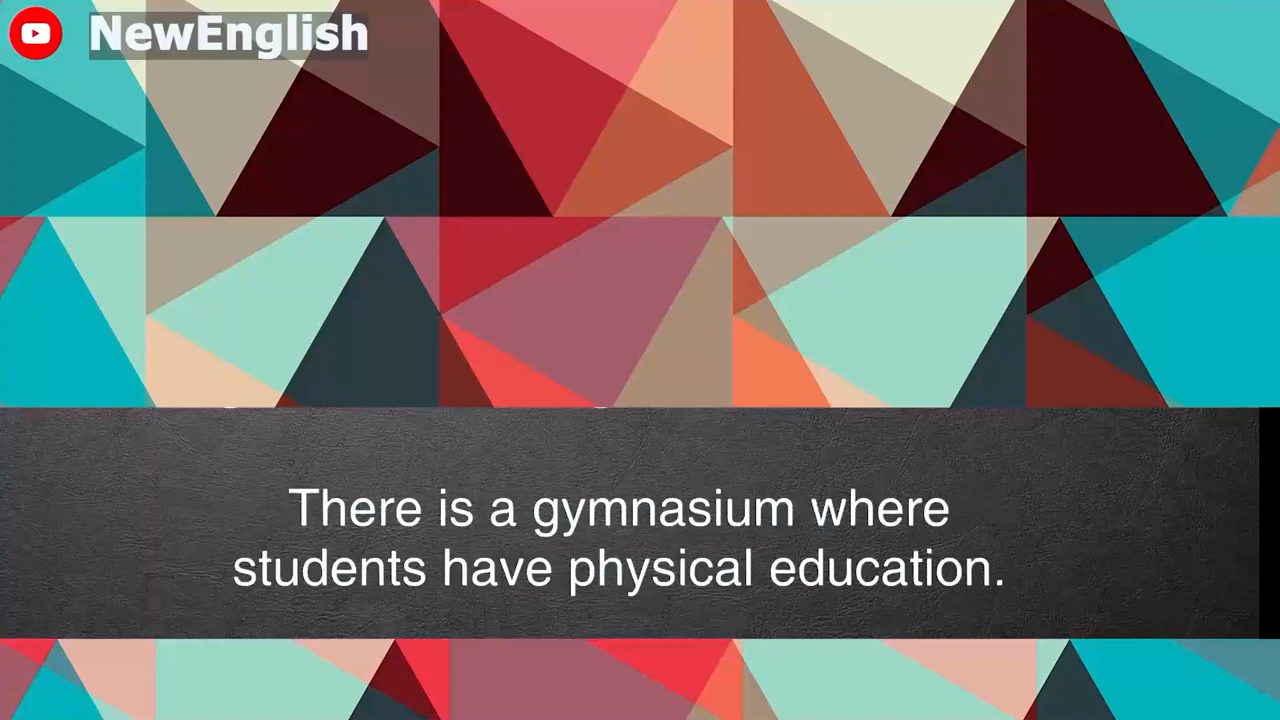 NewEnglish
There is a gymnasium where
students have physical education.